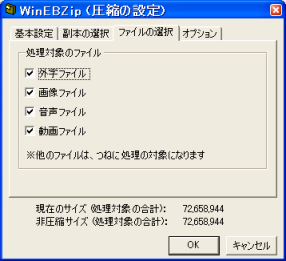 WinEBZip (圧縮の設定)
基本設定 副本の選択 ファイルの選択 オプション
処理対象のファイル
外字ファイル
画像ファイル
音声ファイル
動画ファイル
※他のファイルは、つねに処理の対象になります
現在のサイズ (処理対象の合計): 72,658,944
非圧縮サイズ (処理対象の合計): 72,658,944
OK キャンセル